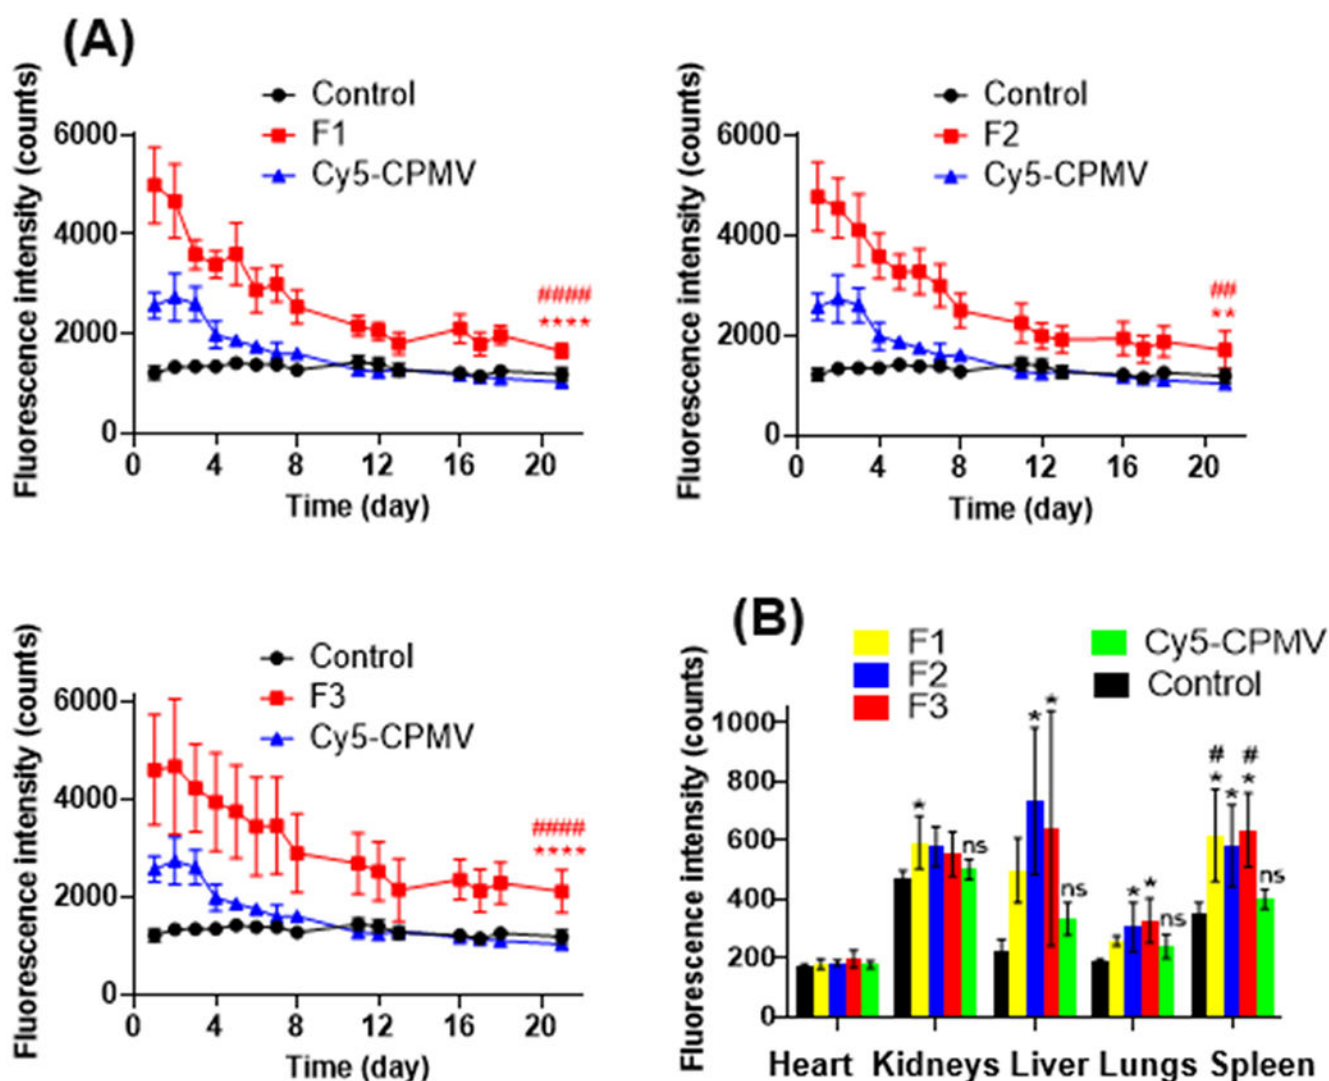 (A)
Fluorescence intensity (counts)
Control
F1
Cy5-CPMV
6000
4000
2000
0
####
****
0 4 8 12 16 20
Time (day)
Fluorescence intensity (counts)
Control
F2
Cy5-CPMV
6000
4000
2000
0
##
**
0 4 8 12 16 20
Time (day)
Fluorescence intensity (counts)
Control
F3
Cy5-CPMV
6000
4000
2000
0
####
****
0 4 8 12 16 20
Time (day)
(B)
Fluorescence intensity (counts)
F1
F2
F3
Cy5-CPMV
Control
1000
800
600
400
200
0
*
ns
* *
ns
* *
ns
# #
* * *
ns
Heart Kidneys Liver Lungs Spleen